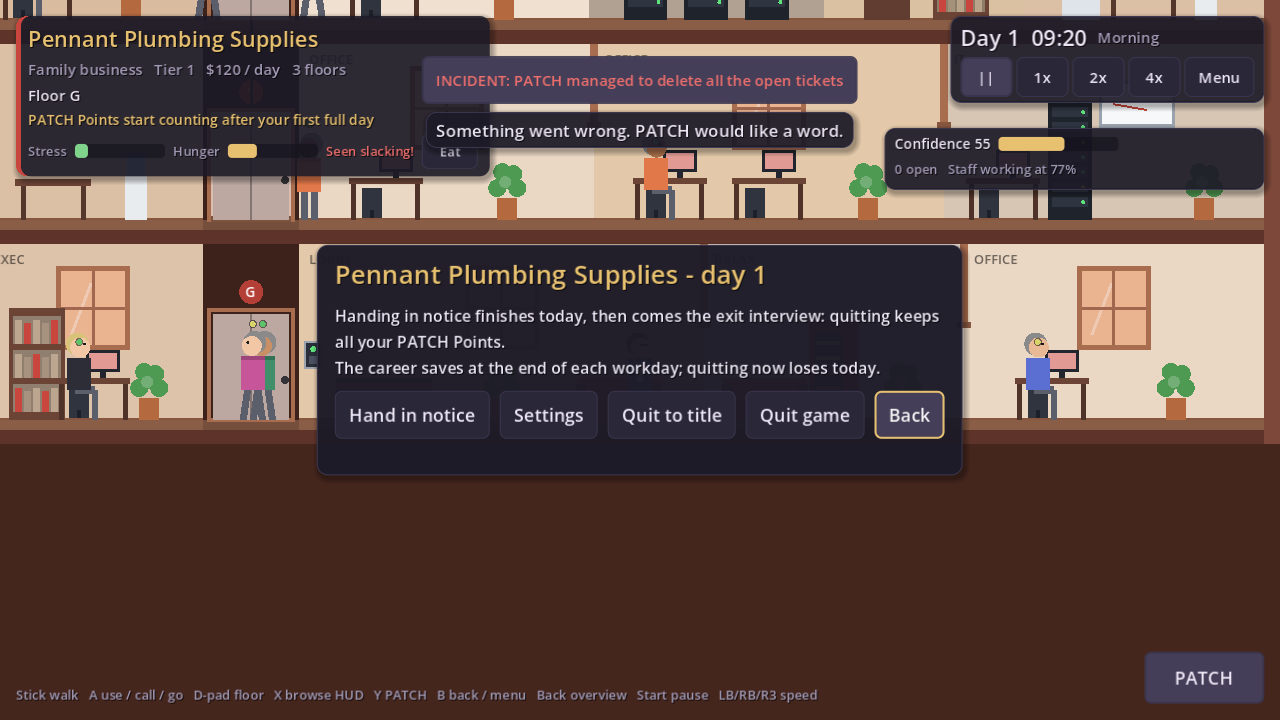 Pennant Plumbing Supplies
Family business Tier 1 $120 / day 3 floors
Floor G
PATCH Points start counting after your first full day
Stress Hunger Seen slacking! Eat
INCIDENT: PATCH managed to delete all the open tickets
Something went wrong. PATCH would like a word.
Day 1 09:20 Morning
|| 1x 2x 4x Menu
Confidence 55
0 open Staff working at 77%
XEC
G
OFFICE
Pennant Plumbing Supplies - day 1
Handing in notice finishes today, then comes the exit interview: quitting keeps
all your PATCH Points.
The career saves at the end of each workday; quitting now loses today.
Hand in notice Settings Quit to title Quit game Back
PATCH
Stick walk A use / call / go D-pad floor X browse HUD Y PATCH B back / menu Back overview Start pause LB/RB/R3 speed